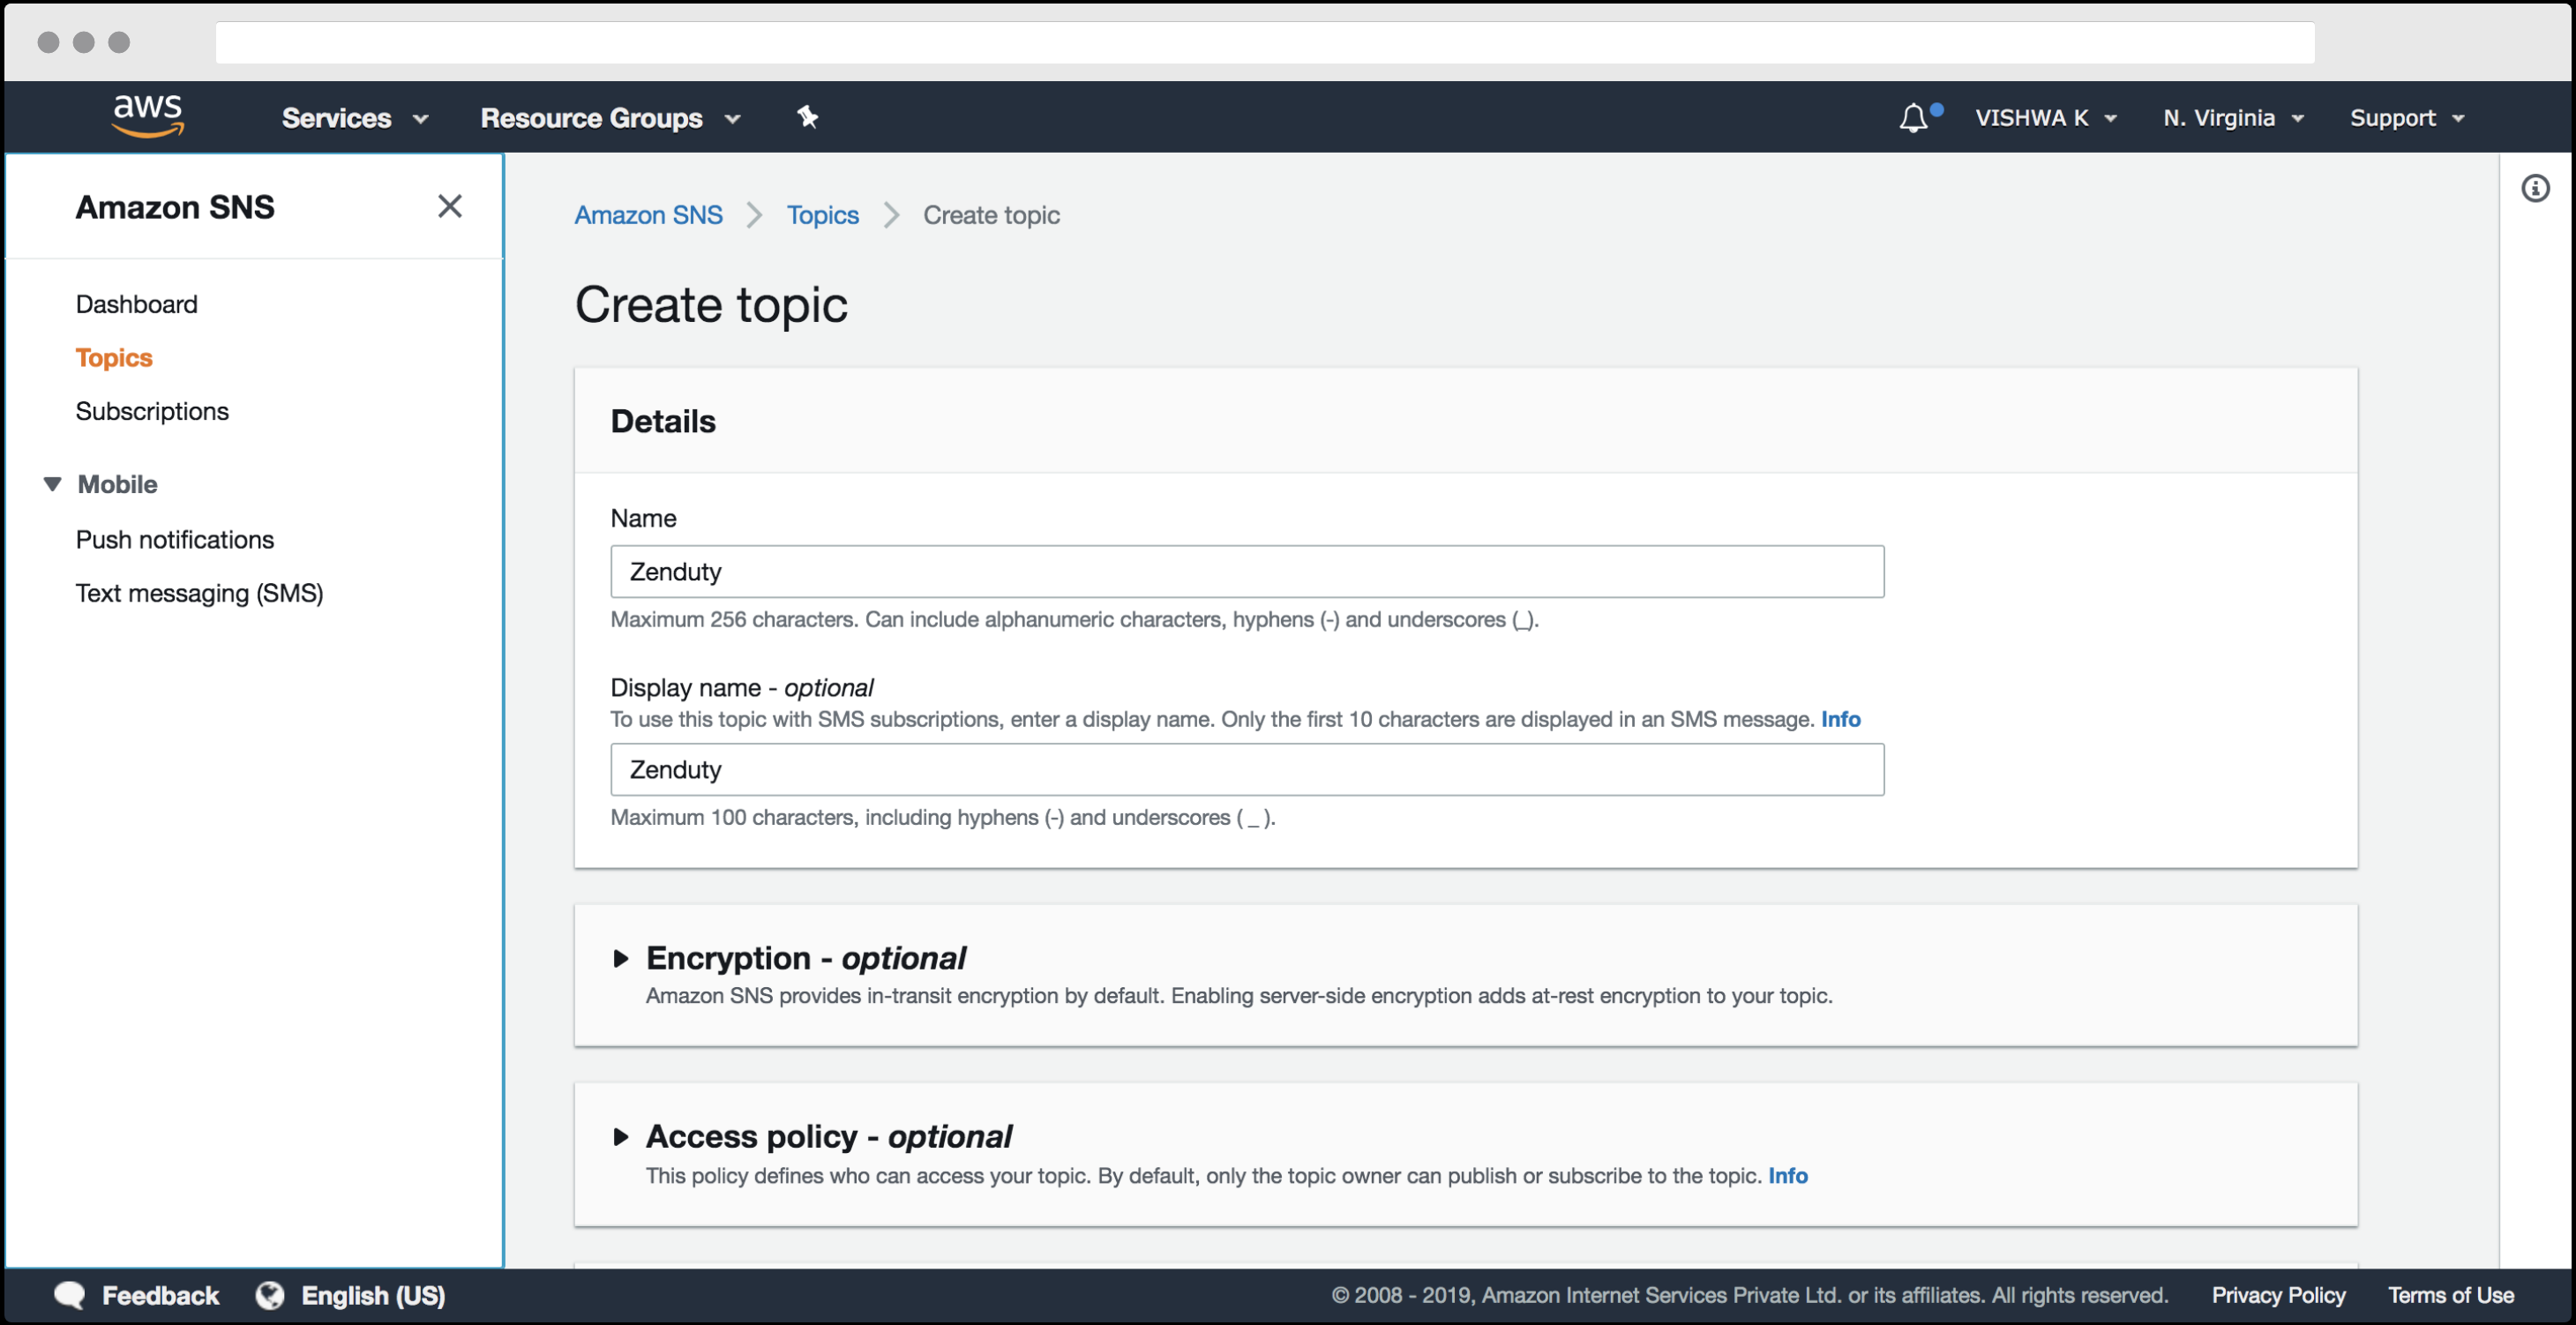 aws Services Resource Groups VISHWA K N. Virginia Support
Amazon SNS
Dashboard
Topics
Subscriptions
Mobile
Push notifications
Text messaging (SMS)
Amazon SNS Topics Create topic
Create topic
Details
Name
Zenduty
Maximum 256 characters. Can include alphanumeric characters, hyphens (-) and underscores (_).
Display name - optional
To use this topic with SMS subscriptions, enter a display name. Only the first 10 characters are displayed in an SMS message. Info
Zenduty
Maximum 100 characters, including hyphens (-) and underscores ( _ ).
Encryption - optional
Amazon SNS provides in-transit encryption by default. Enabling server-side encryption adds at-rest encryption to your topic.
Access policy - optional
This policy defines who can access your topic. By default, only the topic owner can publish or subscribe to the topic. Info
Feedback English (US) © 2008 - 2019, Amazon Internet Services Private Ltd. or its affiliates. All rights reserved. Privacy Policy Terms of Use